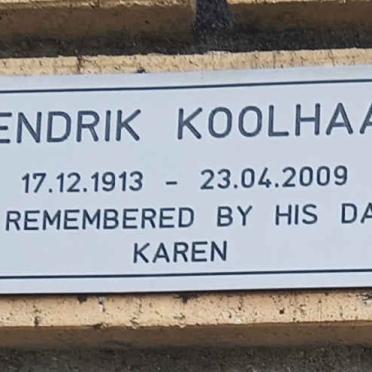 ENDRIK KOOLHAA
17.12.1913 - 23.04.2009
REMEMBERED BY HIS DA
KAREN